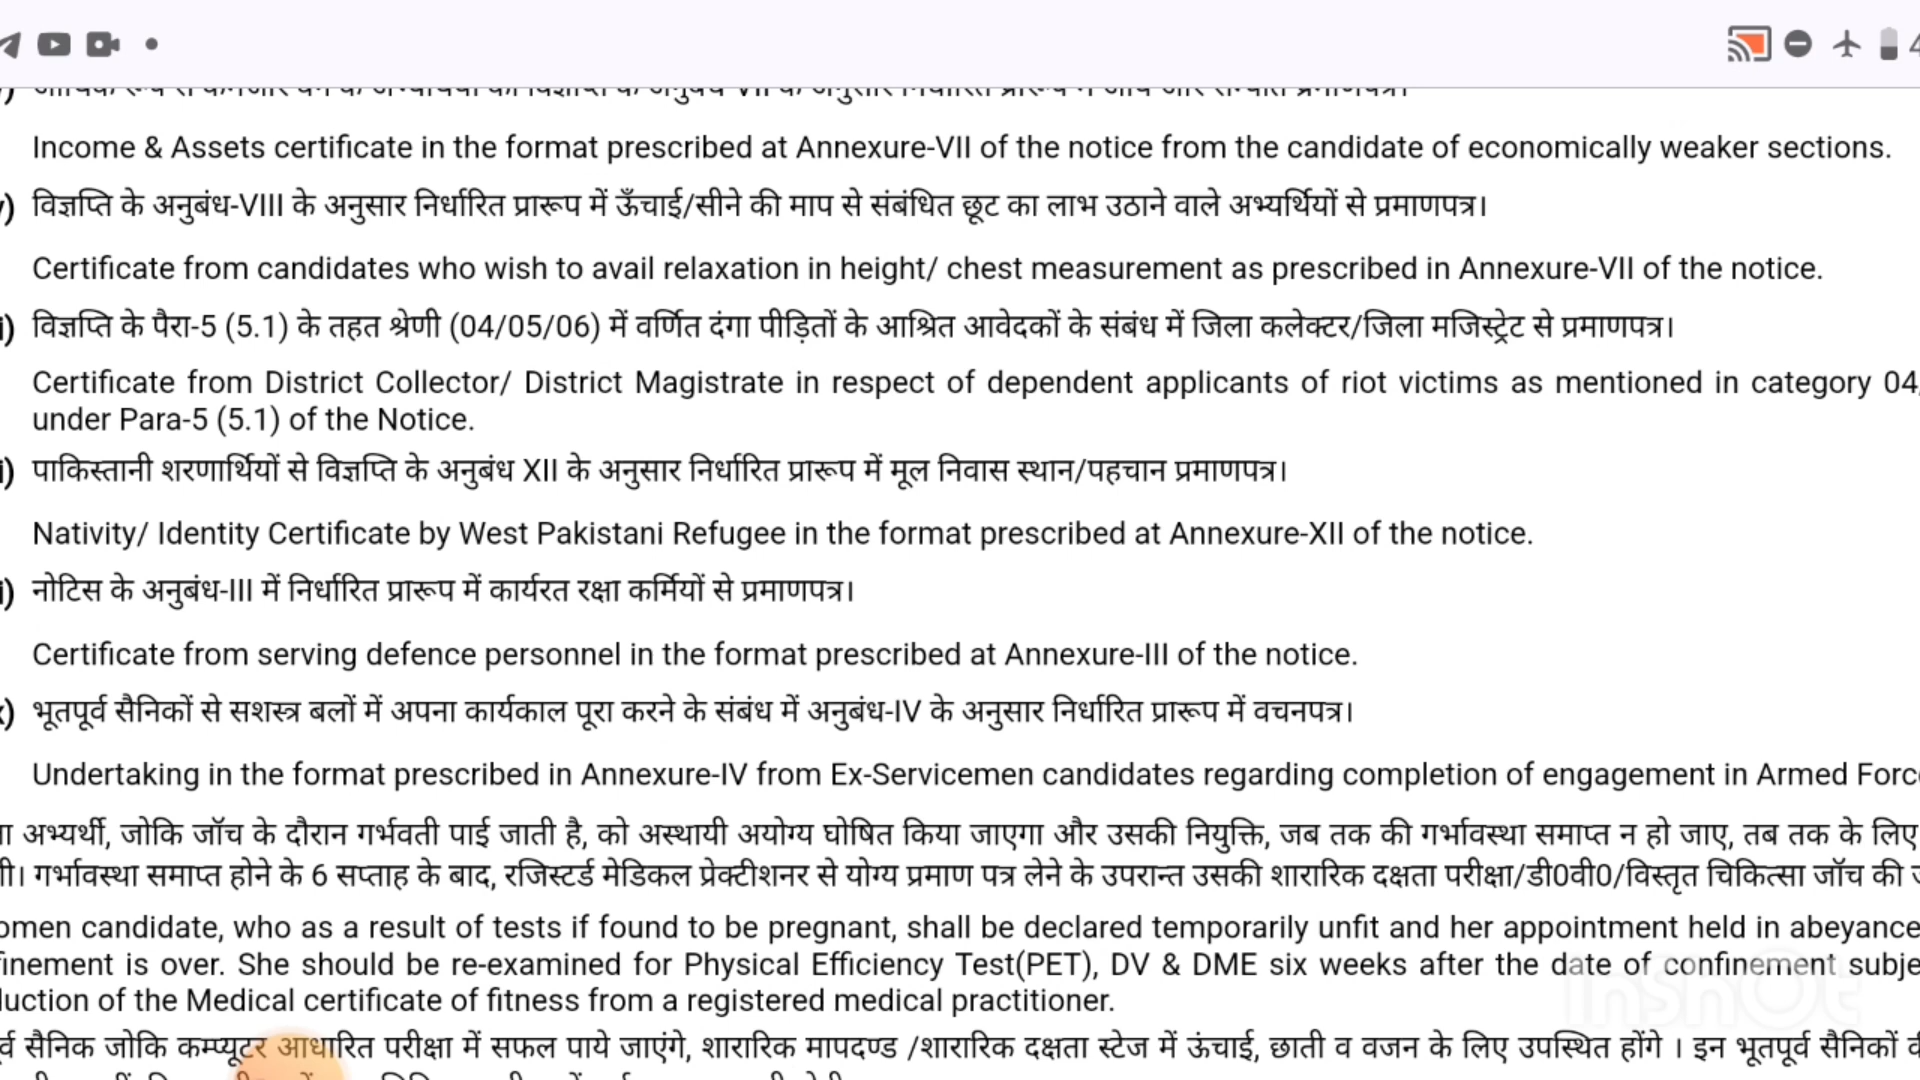 Income & Assets certificate in the format prescribed at Annexure-VII of the notice from the candidate of economically weaker sections.
) विज्ञप्ति के अनुबंध-VIII के अनुसार निर्धारित प्रारूप में ऊँचाई/सीने की माप से संबंधित छूट का लाभ उठाने वाले अभ्यर्थियों से प्रमाणपत्र।
Certificate from candidates who wish to avail relaxation in height/ chest measurement as prescribed in Annexure-VII of the notice.
i) विज्ञप्ति के पैरा-5 (5.1) के तहत श्रेणी (04/05/06) में वर्णित दंगा पीड़ितों के आश्रित आवेदकों के संबंध में जिला कलेक्टर/जिला मजिस्ट्रेट से प्रमाणपत्र।
Certificate from District Collector/ District Magistrate in respect of dependent applicants of riot victims as mentioned in category 04,
under Para-5 (5.1) of the Notice.
i) पाकिस्तानी शरणार्थियों से विज्ञप्ति के अनुबंध XII के अनुसार निर्धारित प्रारूप में मूल निवास स्थान/पहचान प्रमाणपत्र।
Nativity/ Identity Certificate by West Pakistani Refugee in the format prescribed at Annexure-XII of the notice.
i) नोटिस के अनुबंध-III में निर्धारित प्रारूप में कार्यरत रक्षा कर्मियों से प्रमाणपत्र।
Certificate from serving defence personnel in the format prescribed at Annexure-III of the notice.
x) भूतपूर्व सैनिकों से सशस्त्र बलों में अपना कार्यकाल पूरा करने के संबंध में अनुबंध-IV के अनुसार निर्धारित प्रारूप में वचनपत्र।
Undertaking in the format prescribed in Annexure-IV from Ex-Servicemen candidates regarding completion of engagement in Armed Forc
ा अभ्यर्थी, जोकि जॉच के दौरान गर्भवती पाई जाती है, को अस्थायी अयोग्य घोषित किया जाएगा और उसकी नियुक्ति, जब तक की गर्भावस्था समाप्त न हो जाए, तब तक के लिए
ी। गर्भावस्था समाप्त होने के 6 सप्ताह के बाद, रजिस्टर्ड मेडिकल प्रेक्टीशनर से योग्य प्रमाण पत्र लेने के उपरान्त उसकी शारारिक दक्षता परीक्षा/डी0वी0/विस्तृत चिकित्सा जॉच की
omen candidate, who as a result of tests if found to be pregnant, shall be declared temporarily unfit and her appointment held in abeyance
finement is over. She should be re-examined for Physical Efficiency Test(PET), DV & DME six weeks after the date of confinement subje
duction of the Medical certificate of fitness from a registered medical practitioner.
र्व सैनिक जोकि कम्प्यूटर आधारित परीक्षा में सफल पाये जाएंगे, शारारिक मापदण्ड /शारारिक दक्षता स्टेज में ऊंचाई, छाती व वजन के लिए उपस्थित होंगे । इन भूतपूर्व सैनिकों
InShOt